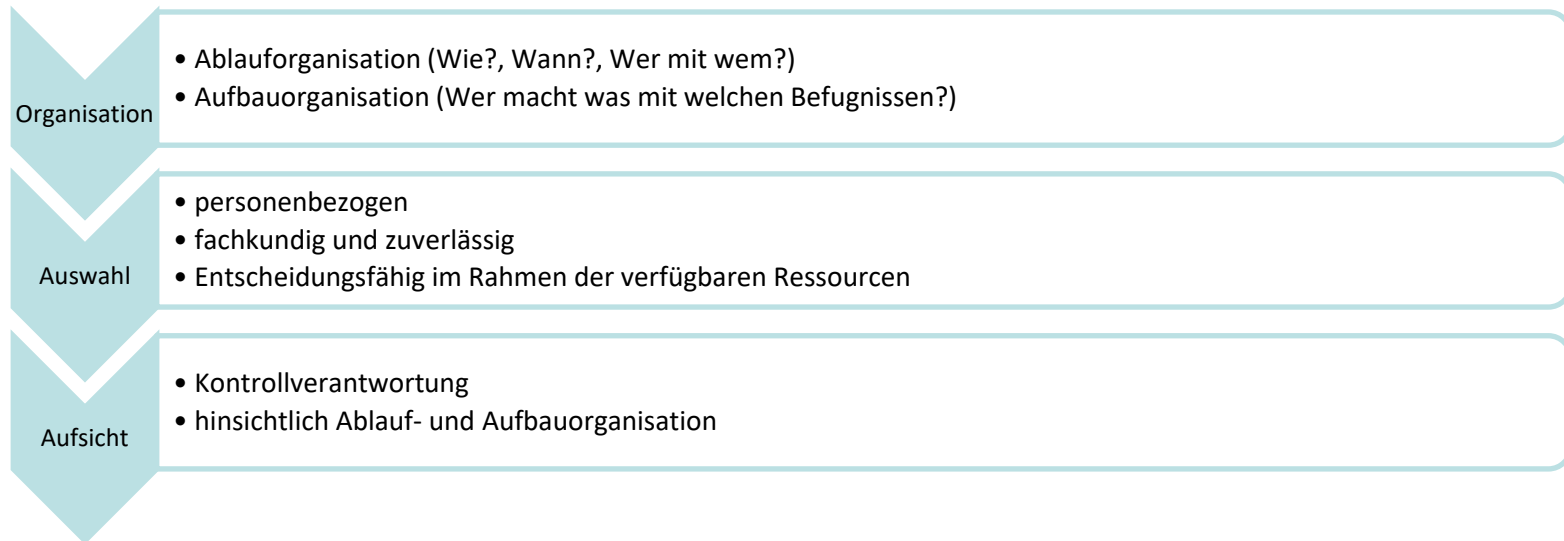 Organisation
• Ablauforganisation (Wie?, Wann?, Wer mit wem?)
• Aufbauorganisation (Wer macht was mit welchen Befugnissen?)
Auswahl
• personenbezogen
• fachkundig und zuverlässig
• Entscheidungsfähig im Rahmen der verfügbaren Ressourcen
Aufsicht
• Kontrollverantwortung
• hinsichtlich Ablauf- und Aufbauorganisation